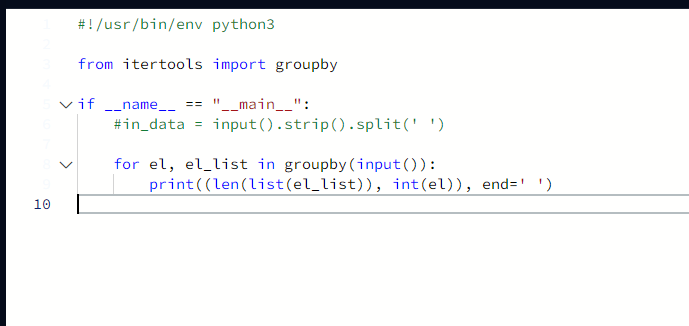 1 #!/usr/bin/env python3
2
3 from itertools import groupby
4
5 if __name__ == "__main__":
6     #in_data = input().strip().split(' ')
7
8     for el, el_list in groupby(input()):
9         print((len(list(el_list)), int(el)), end=' ')
10